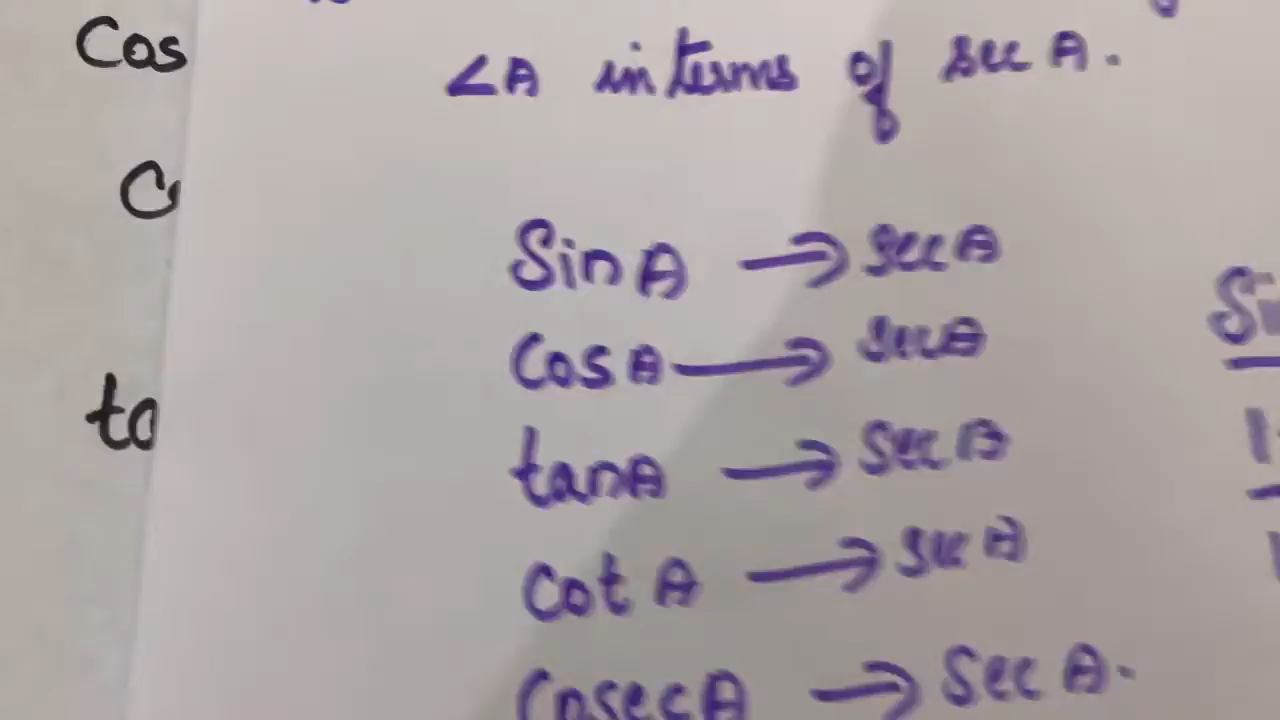 Cos
∠A in terms of sec A.
Sin A → sec A
Cos A → sec A
tan A → sec A
cot A → sec A
Cosec A → Sec A.